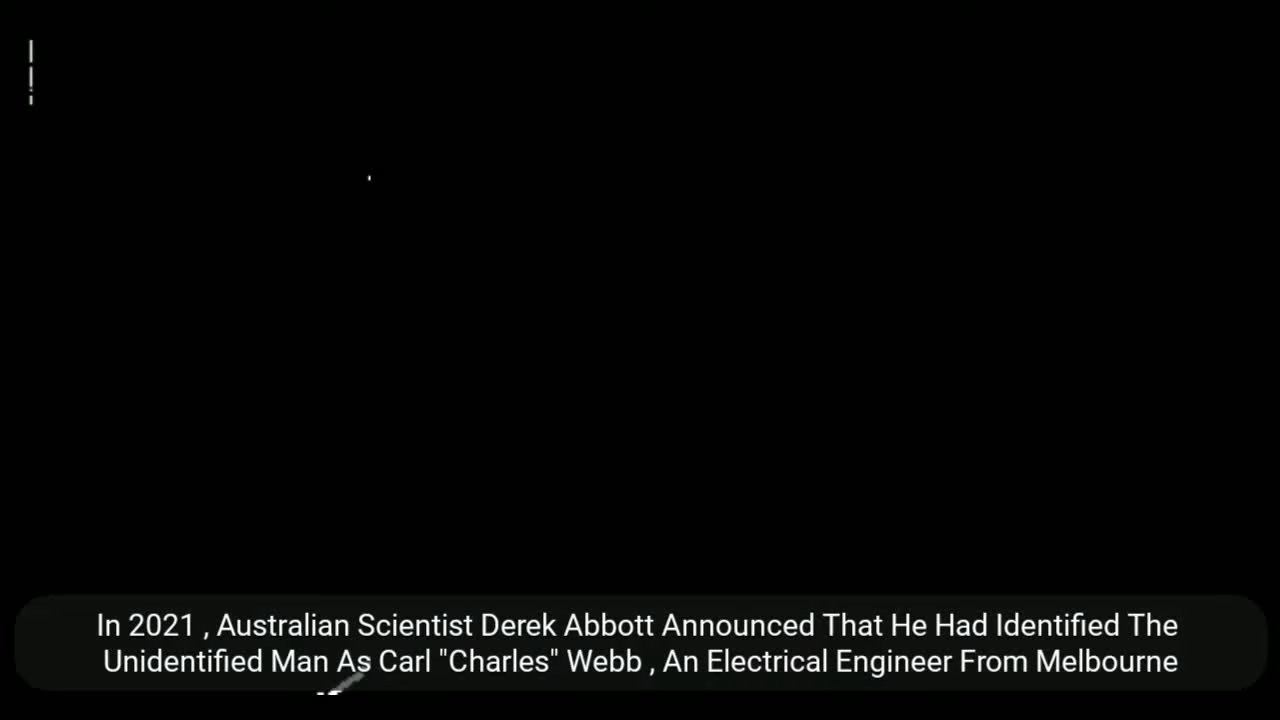 In 2021 , Australian Scientist Derek Abbott Announced That He Had Identified The
Unidentified Man As Carl "Charles" Webb , An Electrical Engineer From Melbourne